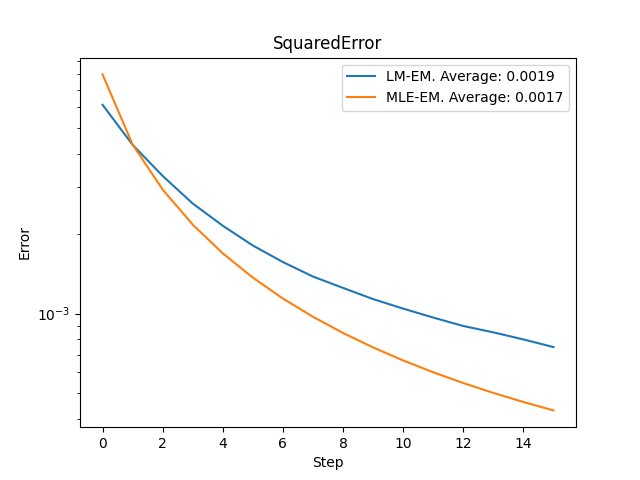 SquaredError
LM-EM. Average: 0.0019
MLE-EM. Average: 0.0017
Error
10⁻³
0 2 4 6 8 10 12 14
Step